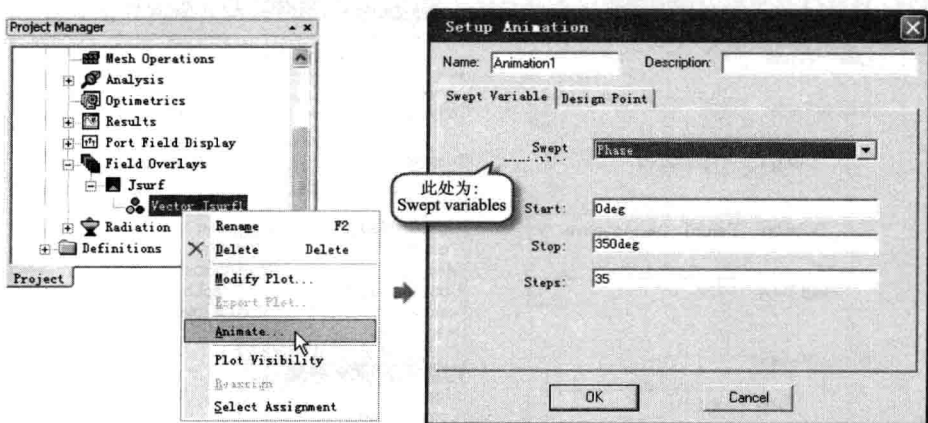 Project Manager
Mesh Operations
Analysis
Optimetrics
Results
Port Field Display
Field Overlays
Jsurf
Vector_Jsurf1
Radiation
Definitions
Project
Rename F2
Delete Delete
Modify Plot...
Export Plot...
Animate...
Plot Visibility
Reassign
Select Assignment
Setup Animation
Name: Animation1 Description:
Swept Variable Design Point
Swept Phase
此处为：
Swept variables
Start: 0deg
Stop: 350deg
Steps: 35
OK Cancel